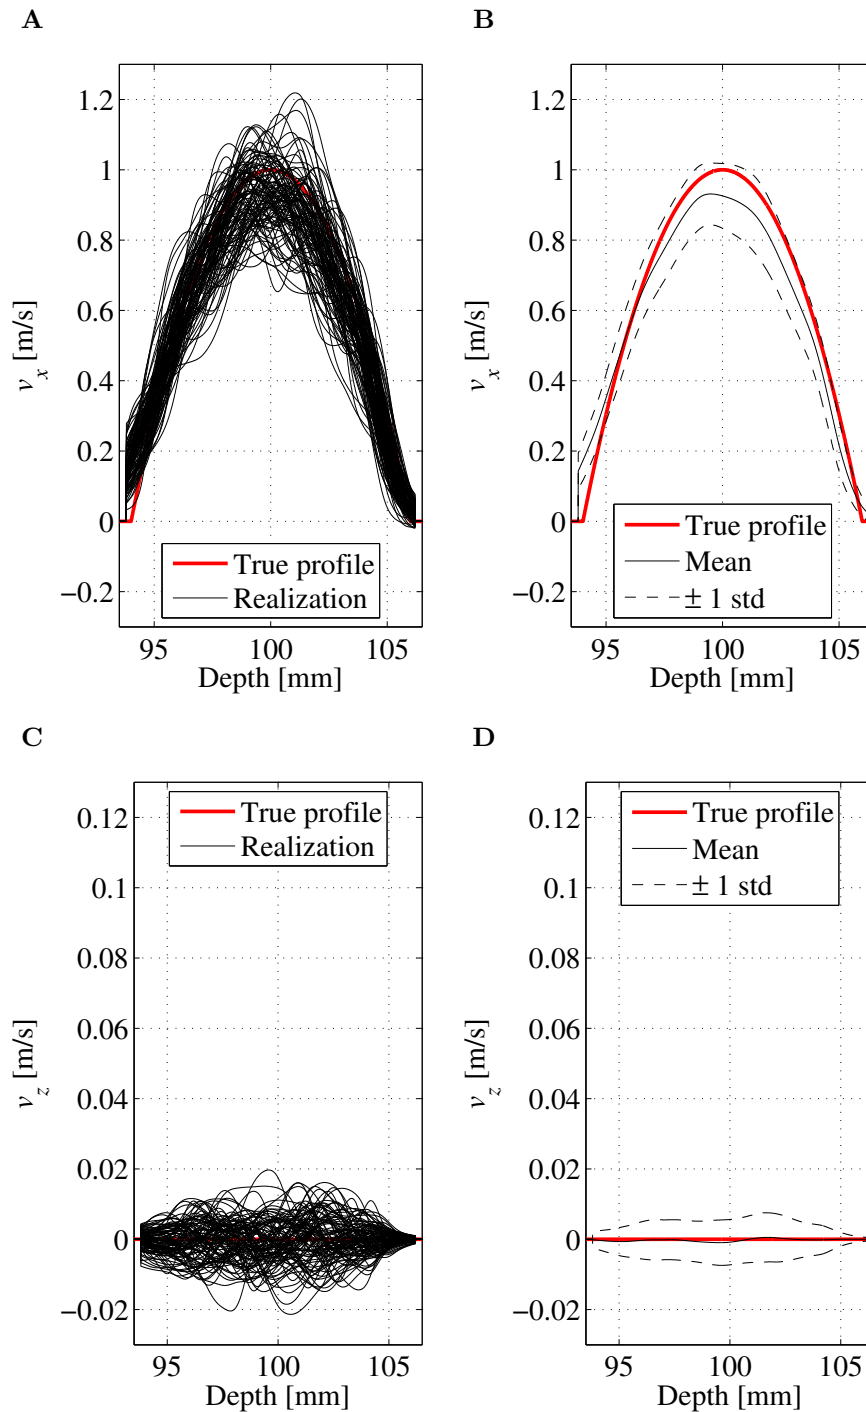 A
1.2
1
0.8
0.6
0.4
0.2
0
−0.2
v_x [m/s]
True profile
Realization
95
100
105
Depth [mm]
B
1.2
1
0.8
0.6
0.4
0.2
0
−0.2
v_x [m/s]
True profile
Mean
± 1 std
95
100
105
Depth [mm]
C
0.12
0.1
0.08
0.06
0.04
0.02
0
−0.02
v_z [m/s]
True profile
Realization
95
100
105
Depth [mm]
D
0.12
0.1
0.08
0.06
0.04
0.02
0
−0.02
v_z [m/s]
True profile
Mean
± 1 std
95
100
105
Depth [mm]